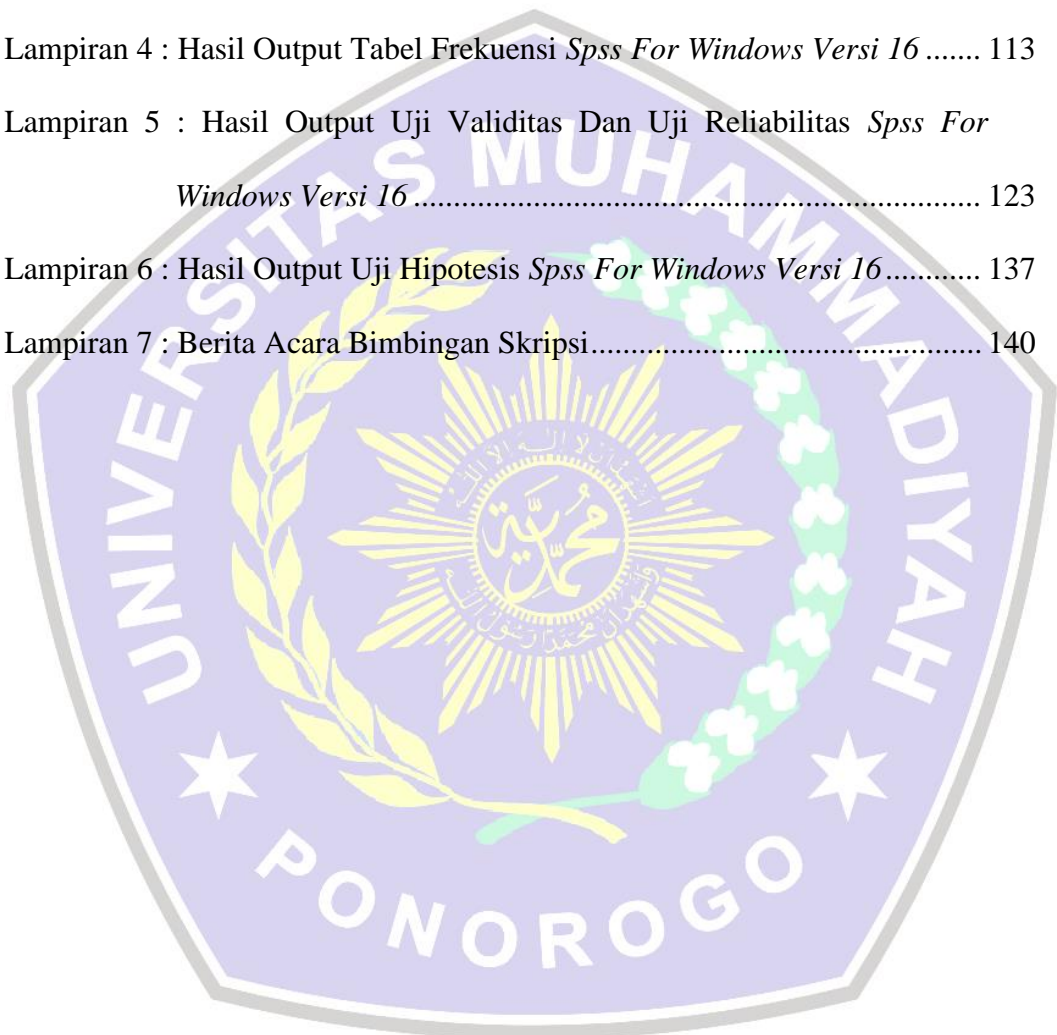 Lampiran 4 : Hasil Output Tabel Frekuensi Spss For Windows Versi 16 ....... 113
Lampiran 5 : Hasil Output Uji Validitas Dan Uji Reliabilitas Spss For
Windows Versi 16 ....................................................................... 123
Lampiran 6 : Hasil Output Uji Hipotesis Spss For Windows Versi 16 ............ 137
Lampiran 7 : Berita Acara Bimbingan Skripsi ................................................. 140
UNIVERSITAS MUHAMMADIYAH
PONOROGO
محمدية